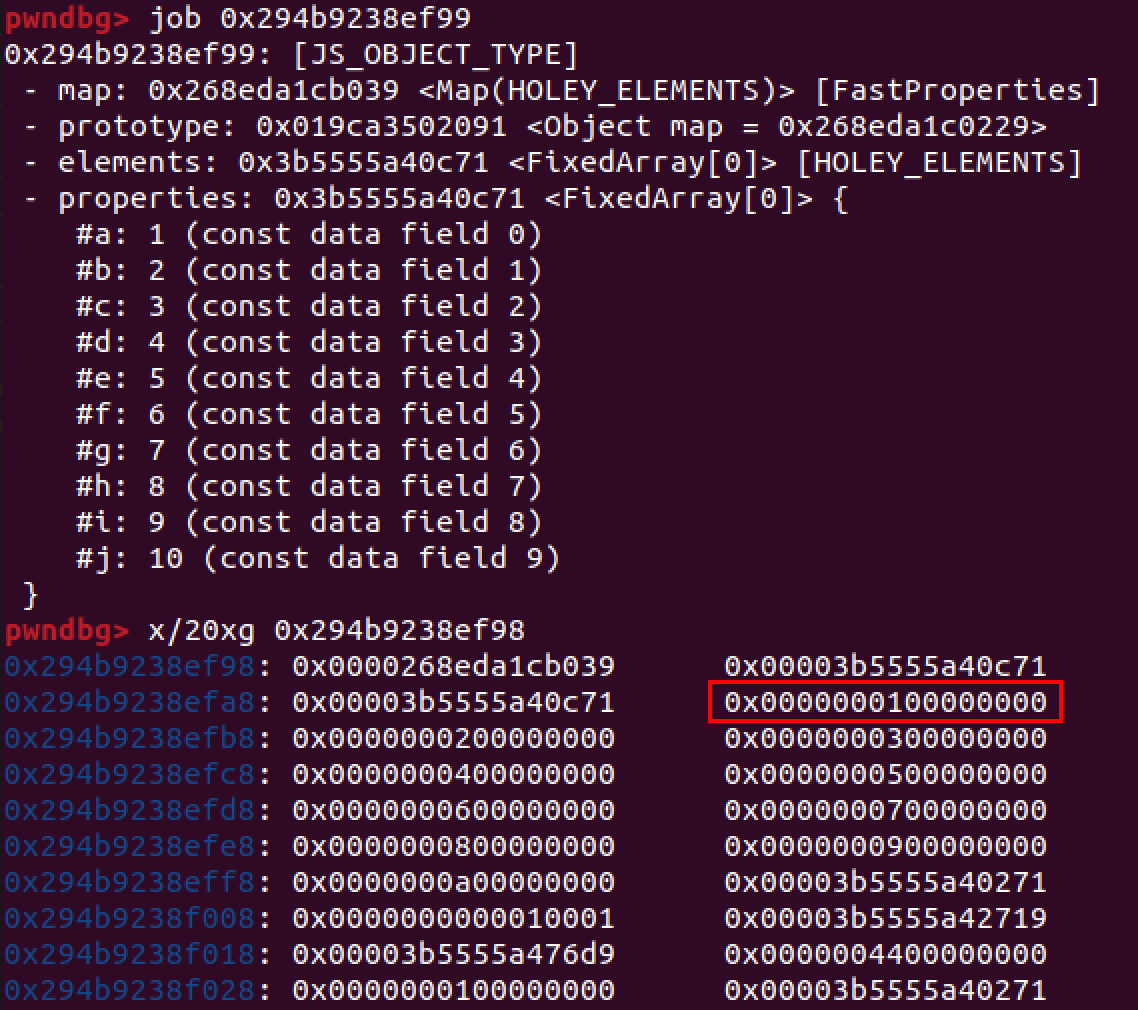 pwndbg> job 0x294b9238ef99
0x294b9238ef99: [JS_OBJECT_TYPE]
- map: 0x268eda1cb039 <Map(HOLEY_ELEMENTS)> [FastProperties]
- prototype: 0x019ca3502091 <Object map = 0x268eda1c0229>
- elements: 0x3b5555a40c71 <FixedArray[0]> [HOLEY_ELEMENTS]
- properties: 0x3b5555a40c71 <FixedArray[0]> {
#a: 1 (const data field 0)
#b: 2 (const data field 1)
#c: 3 (const data field 2)
#d: 4 (const data field 3)
#e: 5 (const data field 4)
#f: 6 (const data field 5)
#g: 7 (const data field 6)
#h: 8 (const data field 7)
#i: 9 (const data field 8)
#j: 10 (const data field 9)
}
pwndbg> x/20xg 0x294b9238ef98
0x294b9238ef98: 0x0000268eda1cb039 0x00003b5555a40c71
0x294b9238efa8: 0x00003b5555a40c71 0x0000000100000000
0x294b9238efb8: 0x0000000200000000 0x0000000300000000
0x294b9238efc8: 0x0000000400000000 0x0000000500000000
0x294b9238efd8: 0x0000000600000000 0x0000000700000000
0x294b9238efe8: 0x0000000800000000 0x0000000900000000
0x294b9238eff8: 0x0000000a00000000 0x00003b5555a40271
0x294b9238f008: 0x0000000000010001 0x00003b5555a42719
0x294b9238f018: 0x00003b5555a476d9 0x0000004400000000
0x294b9238f028: 0x0000000100000000 0x00003b5555a40271